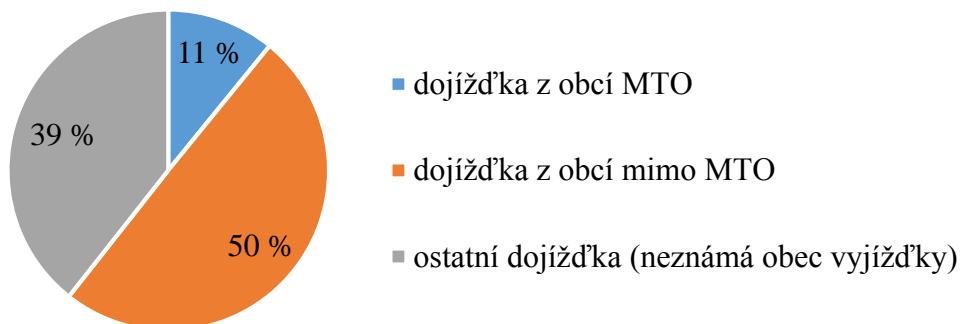 11 %
39 %
50 %
dojížďka z obcí MTO
dojížďka z obcí mimo MTO
ostatní dojížďka (neznámá obec vyjížďky)